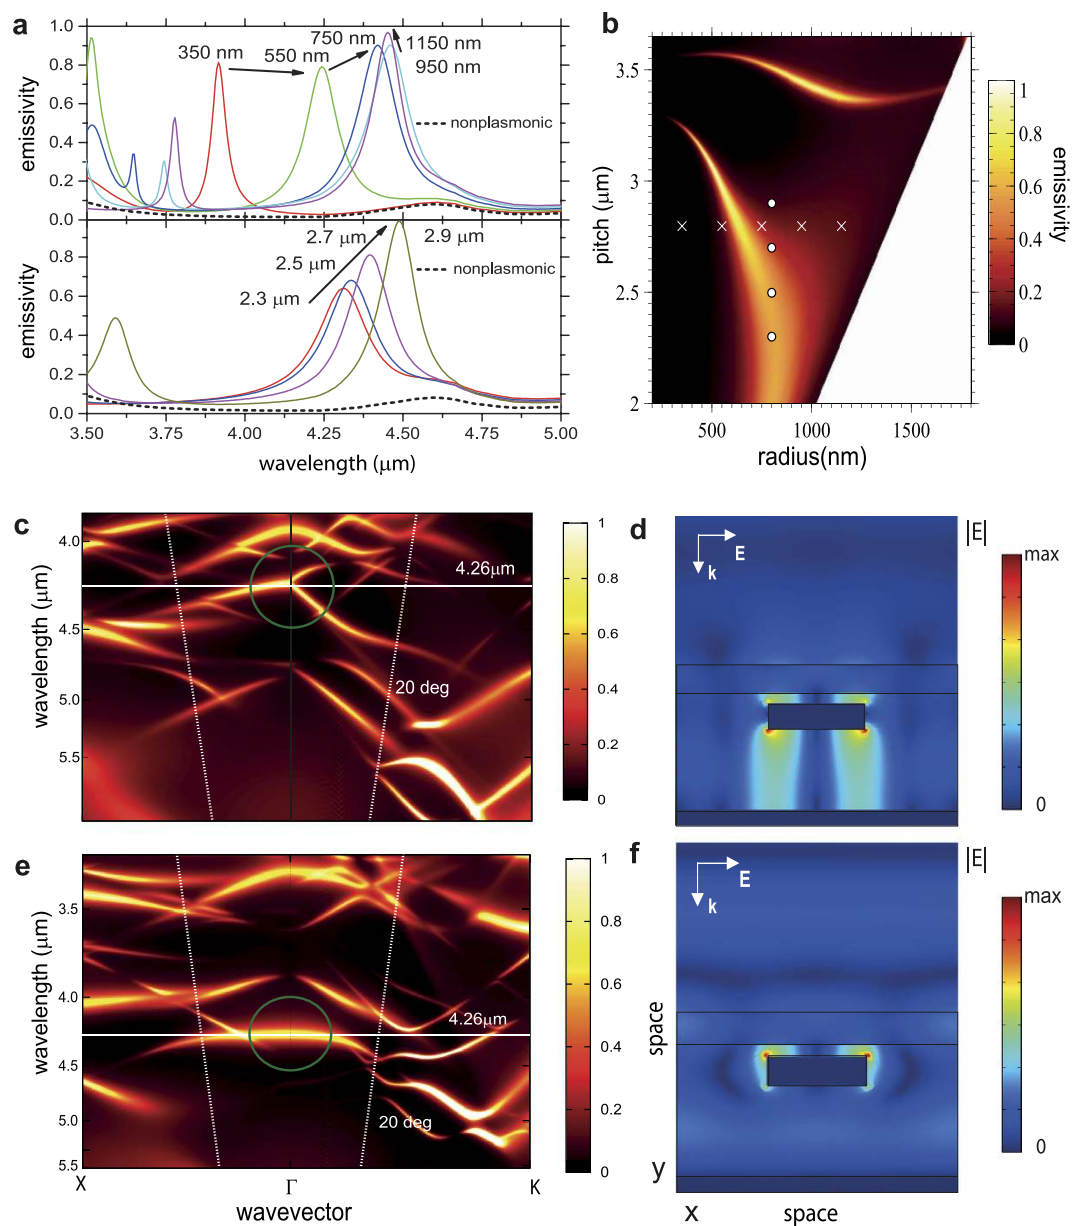 a
1.0
0.8
0.6
0.4
0.2
0.0
emissivity
350 nm
550 nm
750 nm
1150 nm
950 nm
nonplasmonic
1.0
0.8
0.6
0.4
0.2
0.0
emissivity
2.7 μm
2.9 μm
2.5 μm
2.3 μm
nonplasmonic
3.50 3.75 4.00 4.25 4.50 4.75 5.00
wavelength (μm)
b
3.5
3
2.5
2
pitch (μm)
500 1000 1500
radius(nm)
1
0.8
0.6
0.4
0.2
0
emissivity
c
4.0
4.5
5.0
5.5
wavelength (μm)
4.26μm
20 deg
1
0.8
0.6
0.4
0.2
0
d
E
k
|E|
max
0
e
3.5
4.0
4.5
5.0
5.5
wavelength (μm)
4.26μm
20 deg
X Γ K
wavevector
1
0.8
0.6
0.4
0.2
0
f
E
k
|E|
max
0
space
y
x space